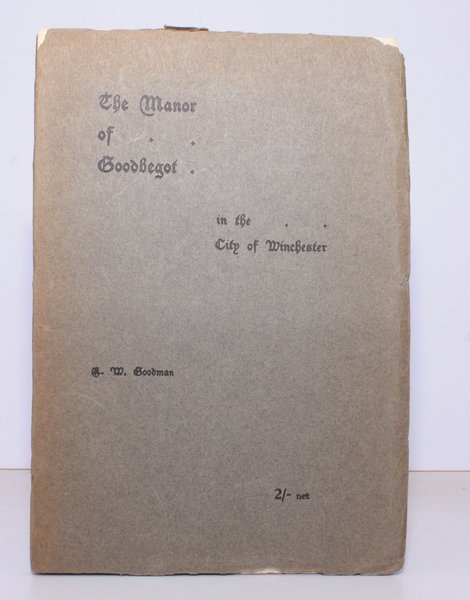 The Manor
of . .
Goodbegot .
in the . .
City of Winchester
A. W. Goodman
2/- net